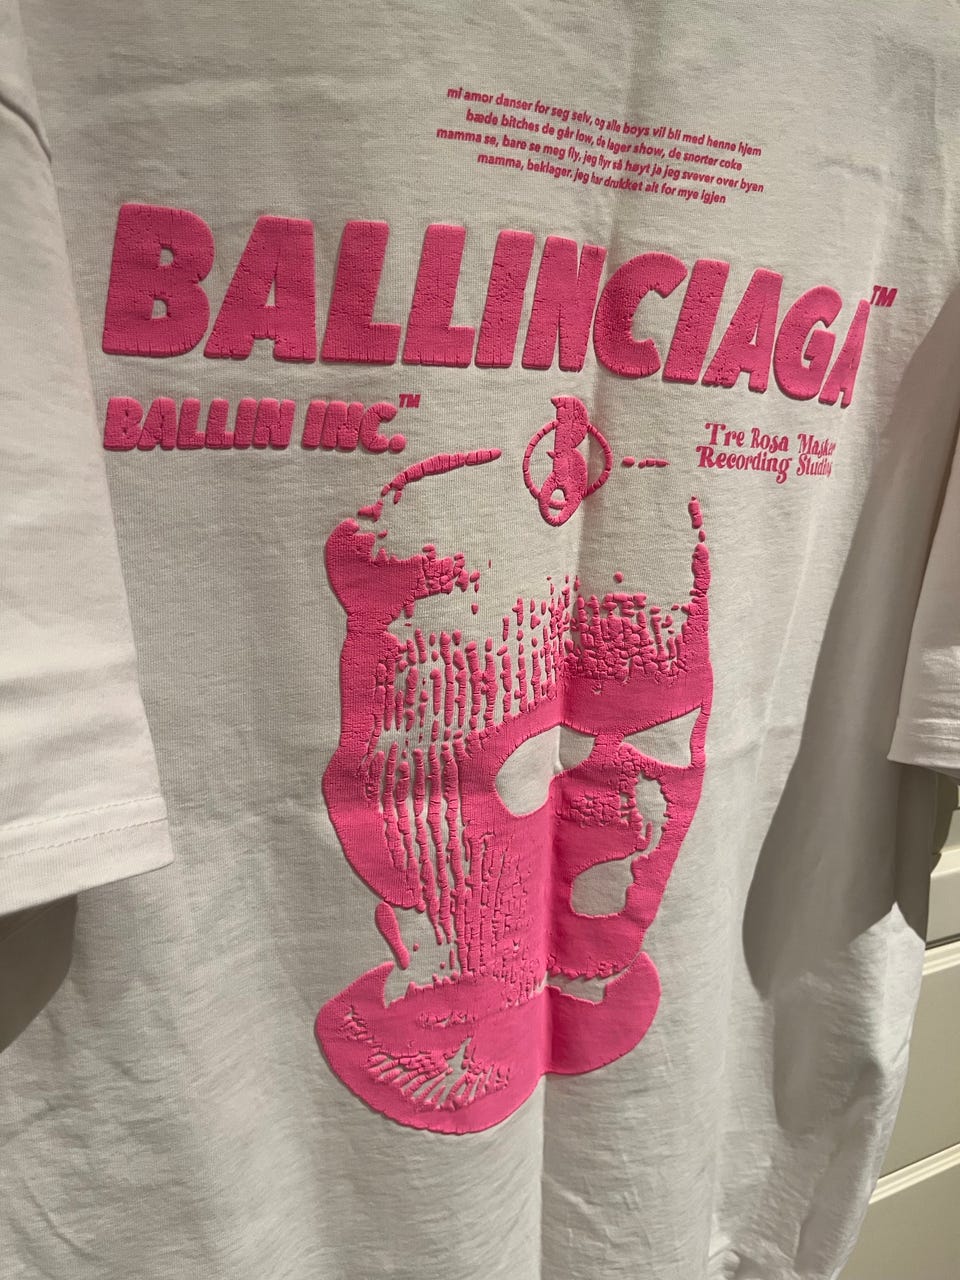 mi amor danser for seg selv, og alle boys vil bli med henne hjem
bæde bitches de går low, de lager show, de snorter coke
mamma se, bare se meg fly, jeg flyr så høyt ja jeg svever over byen
mamma, beklager. jeg har drukket alt for mye igjen
BALLINCIAGA™
BALLIN INC.™
Tre Rosa Masker
Recording Studios